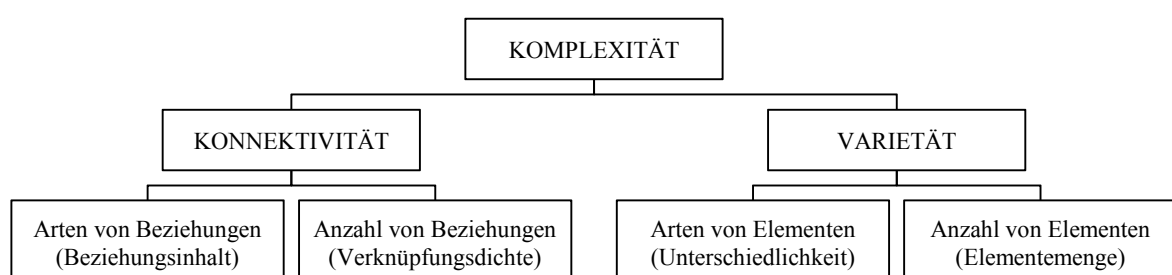 KOMPLEXITÄT
KONNEKTIVITÄT
VARIETÄT
Arten von Beziehungen
(Beziehungsinhalt)
Anzahl von Beziehungen
(Verknüpfungsdichte)
Arten von Elementen
(Unterschiedlichkeit)
Anzahl von Elementen
(Elementemenge)